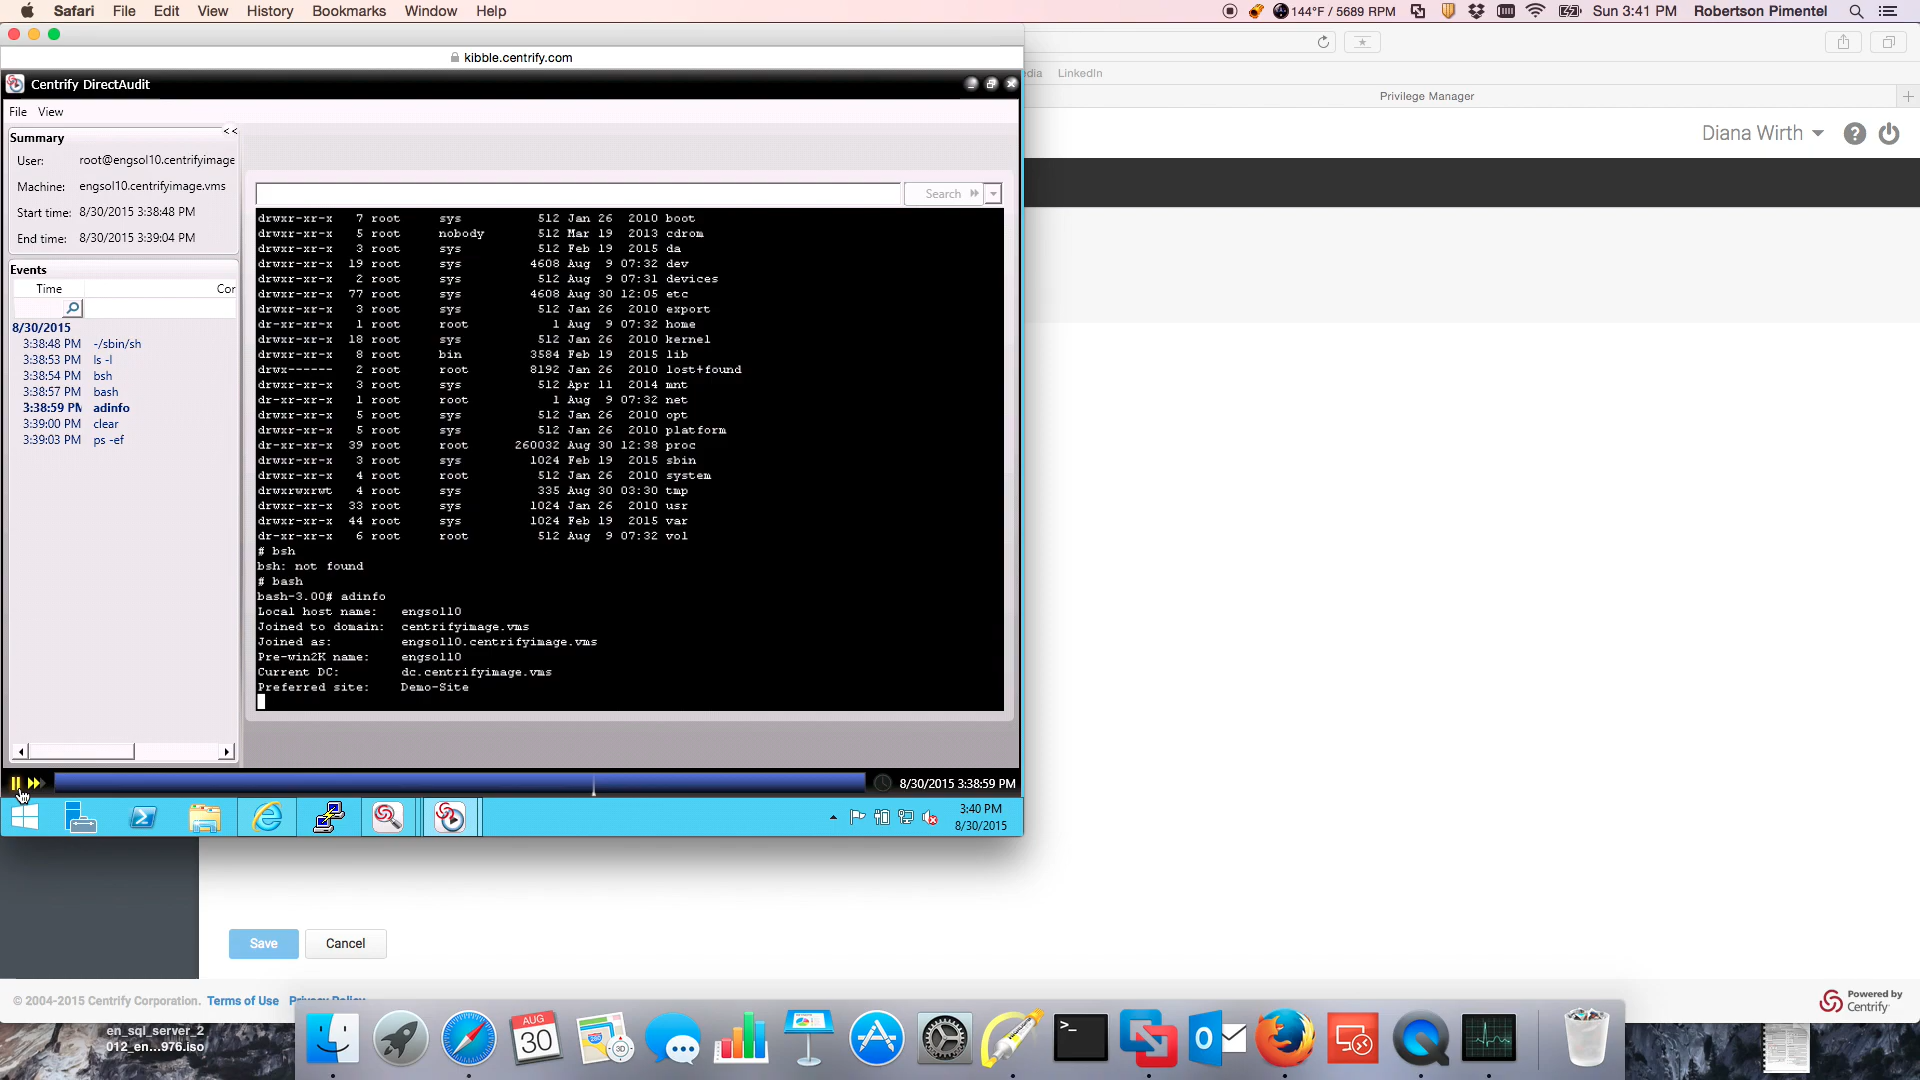 Safari File Edit View History Bookmarks Window Help 144°F / 5689 RPM Sun 3:41 PM Robertson Pimentel
kibble.centrify.com
edia LinkedIn
Centrify DirectAudit
Privilege Manager
File View
Diana Wirth
<<
Summary
User: root@engsol10.centrifyimage
Machine: engsol10.centrifyimage.vms
Start time: 8/30/2015 3:38:48 PM
End time: 8/30/2015 3:39:04 PM
Search
Events
Time Cor
8/30/2015
3:38:48 PM -/sbin/sh
3:38:53 PM ls -l
3:38:54 PM bsh
3:38:57 PM bash
3:38:59 PM adinfo
3:39:00 PM clear
3:39:03 PM ps -ef
drwxr-xr-x 7 root sys 512 Jan 26 2010 boot
drwxr-xr-x 5 root nobody 512 Mar 19 2013 cdrom
drwxr-xr-x 3 root sys 512 Feb 19 2015 da
drwxr-xr-x 19 root sys 4608 Aug 9 07:32 dev
drwxr-xr-x 2 root sys 512 Aug 9 07:31 devices
drwxr-xr-x 77 root sys 4608 Aug 30 12:05 etc
drwxr-xr-x 3 root sys 512 Jan 26 2010 export
dr-xr-xr-x 1 root root 1 Aug 9 07:32 home
drwxr-xr-x 18 root sys 512 Jan 26 2010 kernel
drwxr-xr-x 8 root bin 3584 Feb 19 2015 lib
drwx------ 2 root root 8192 Jan 26 2010 lost+found
drwxr-xr-x 3 root sys 512 Apr 11 2014 mnt
dr-xr-xr-x 1 root root 1 Aug 9 07:32 net
drwxr-xr-x 5 root sys 512 Jan 26 2010 opt
drwxr-xr-x 5 root sys 512 Jan 26 2010 platform
dr-xr-xr-x 39 root root 260032 Aug 30 12:38 proc
drwxr-xr-x 3 root sys 1024 Feb 19 2015 sbin
drwxr-xr-x 4 root root 512 Jan 26 2010 system
drwxrwxrwt 4 root sys 335 Aug 30 03:30 tmp
drwxr-xr-x 33 root sys 1024 Jan 26 2010 usr
drwxr-xr-x 44 root sys 1024 Feb 19 2015 var
dr-xr-xr-x 6 root root 512 Aug 9 07:32 vol
# bsh
bsh: not found
# bash
bash-3.00# adinfo
Local host name: engsol10
Joined to domain: centrifyimage.vms
Joined as: engsol10.centrifyimage.vms
Pre-win2K name: engsol10
Current DC: dc.centrifyimage.vms
Preferred site: Demo-Site
8/30/2015 3:38:59 PM
3:40 PM
8/30/2015
Save Cancel
© 2004-2015 Centrify Corporation. Terms of Use Privacy Policy
Powered by
Centrify
en_sql_server_2
012_en...976.iso
AUG
30